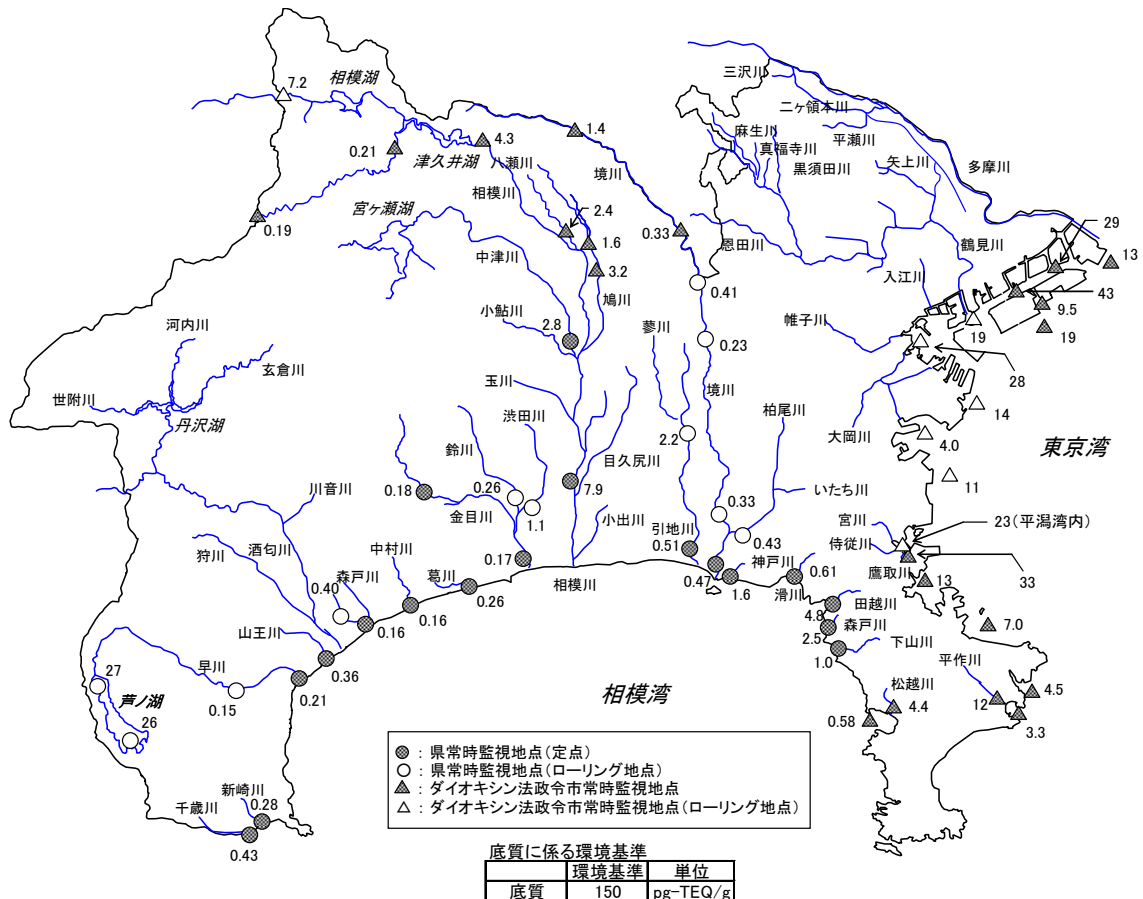 三沢川
相模湖
7.2
二ヶ領本川
平瀬川
麻生川
真福寺川
黒須田川
矢上川
多摩川
1.4
4.3
0.21
津久井湖
八瀬川
境川
相模川
宮ヶ瀬湖
2.4
0.19
1.6
0.33
恩田川
鶴見川
29
13
中津川
3.2
入江川
43
鳩川
0.41
9.5
小鮎川
河内川
2.8
蓼川
0.23
帷子川
19
19
玄倉川
28
世附川
玉川
境川
柏尾川
14
丹沢湖
渋田川
大岡川
鈴川
2.2
4.0
東京湾
目久尻川
川音川
0.18
0.26
7.9
いたち川
11
金目川
1.1
0.33
小出川
宮川
23(平潟湾内)
狩川
酒匂川
引地川
侍従川
中村川
0.17
0.51
0.43
神戸川
33
森戸川
葛川
相模川
0.47
鷹取川
0.40
1.6
滑川
0.61
13
0.26
田越川
0.16
0.16
4.8
森戸川
山王川
2.5
7.0
下山川
早川
0.36
1.0
27
0.21
平作川
芦ノ湖
0.15
相模湾
松越川
4.5
26
4.4
12
0.58
3.3
：県常時監視地点(定点)
：県常時監視地点(ローリング地点)
：ダイオキシン法政令市常時監視地点
：ダイオキシン法政令市常時監視地点(ローリング地点)
新崎川
千歳川
0.28
0.43
底質に係る環境基準
環境基準 単位
底質 150 pg-TEQ/g